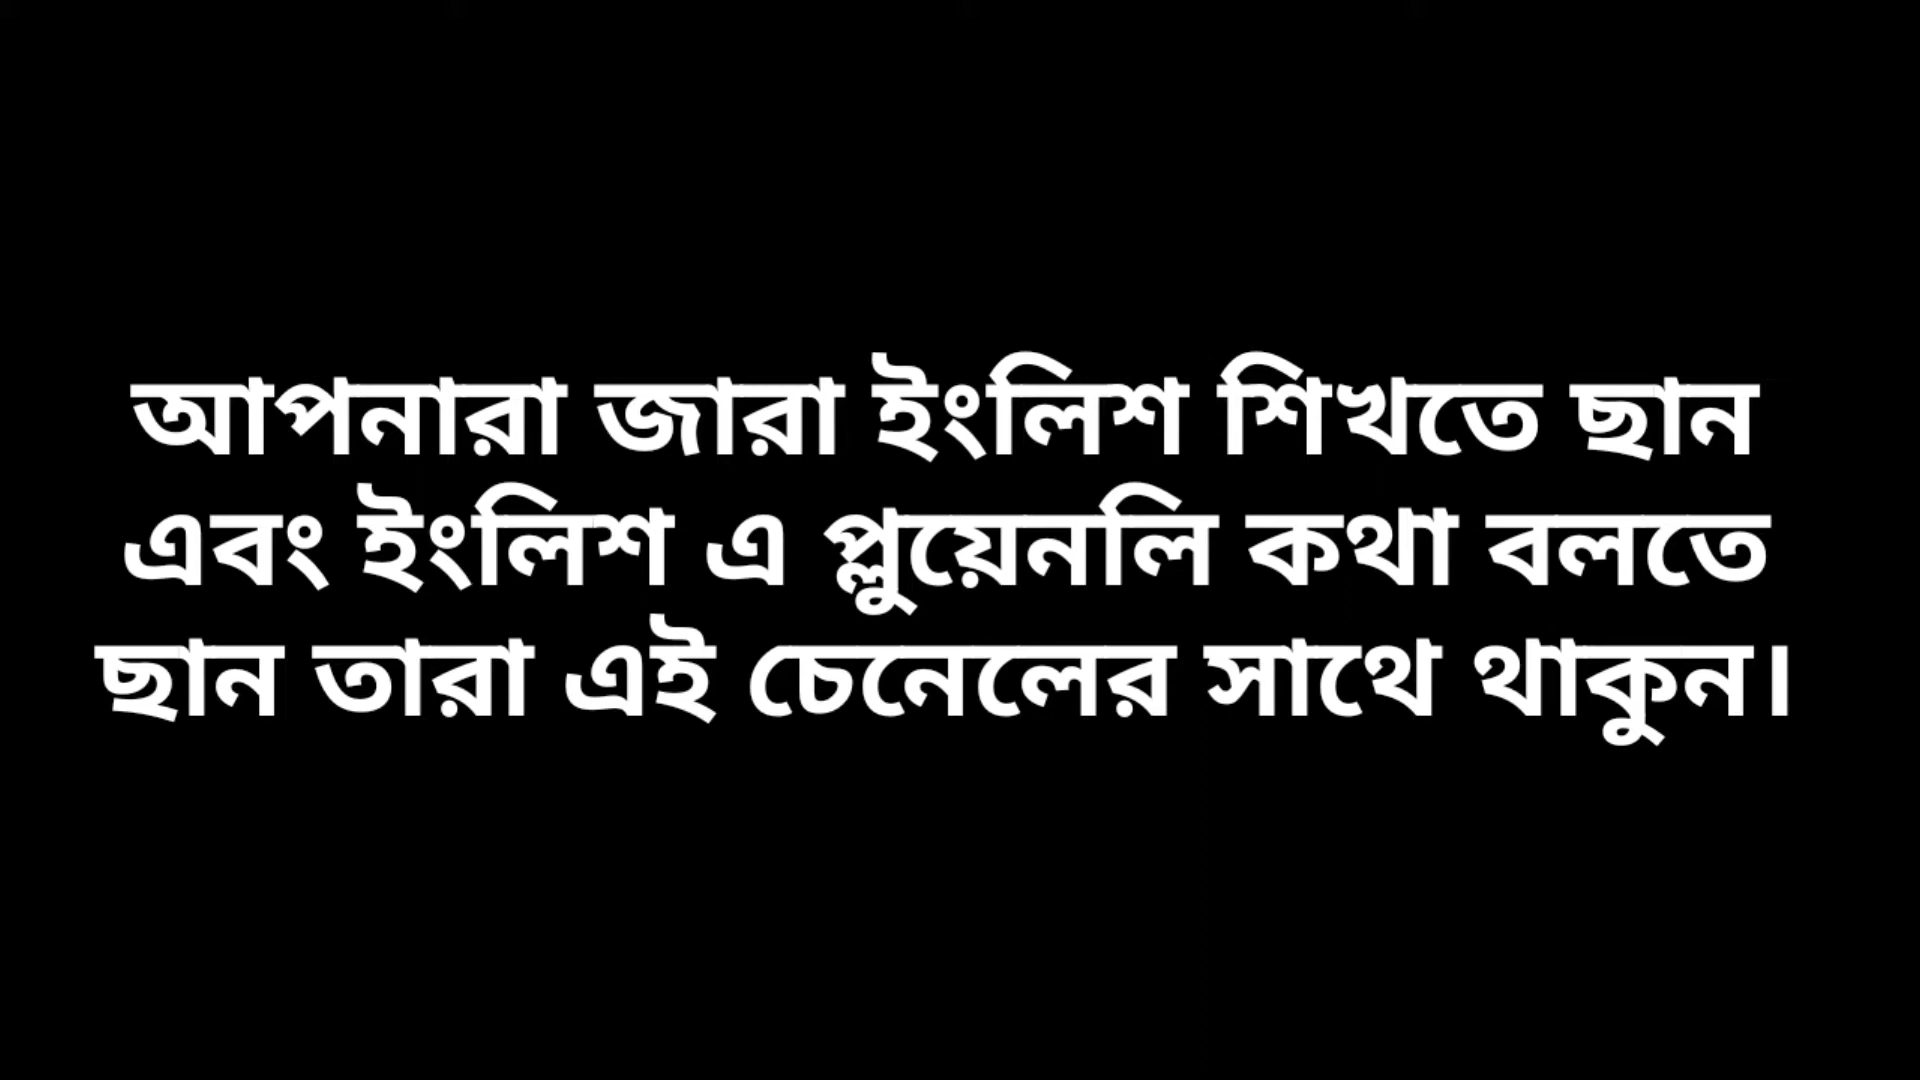 আপনারা জারা ইংলিশ শিখতে ছান
এবং ইংলিশ এ প্লুয়েনলি কথা বলতে
ছান তারা এই চেনেলের সাথে থাকুন।